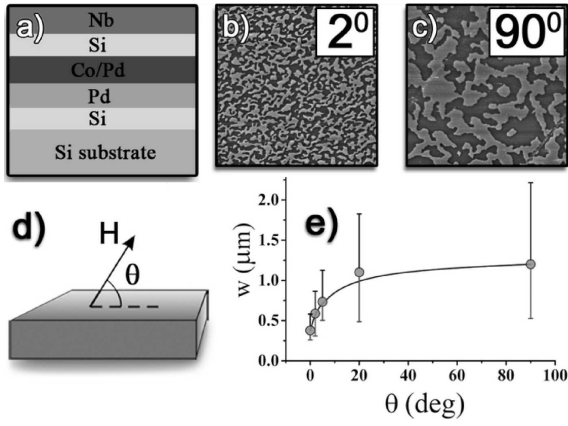 a)
Nb
Si
Co/Pd
Pd
Si
Si substrate
b)
2⁰
c)
90⁰
d)
H
θ
e)
w (μm)
2.0
1.5
1.0
0.5
0.0
0
20
40
60
80
100
θ (deg)